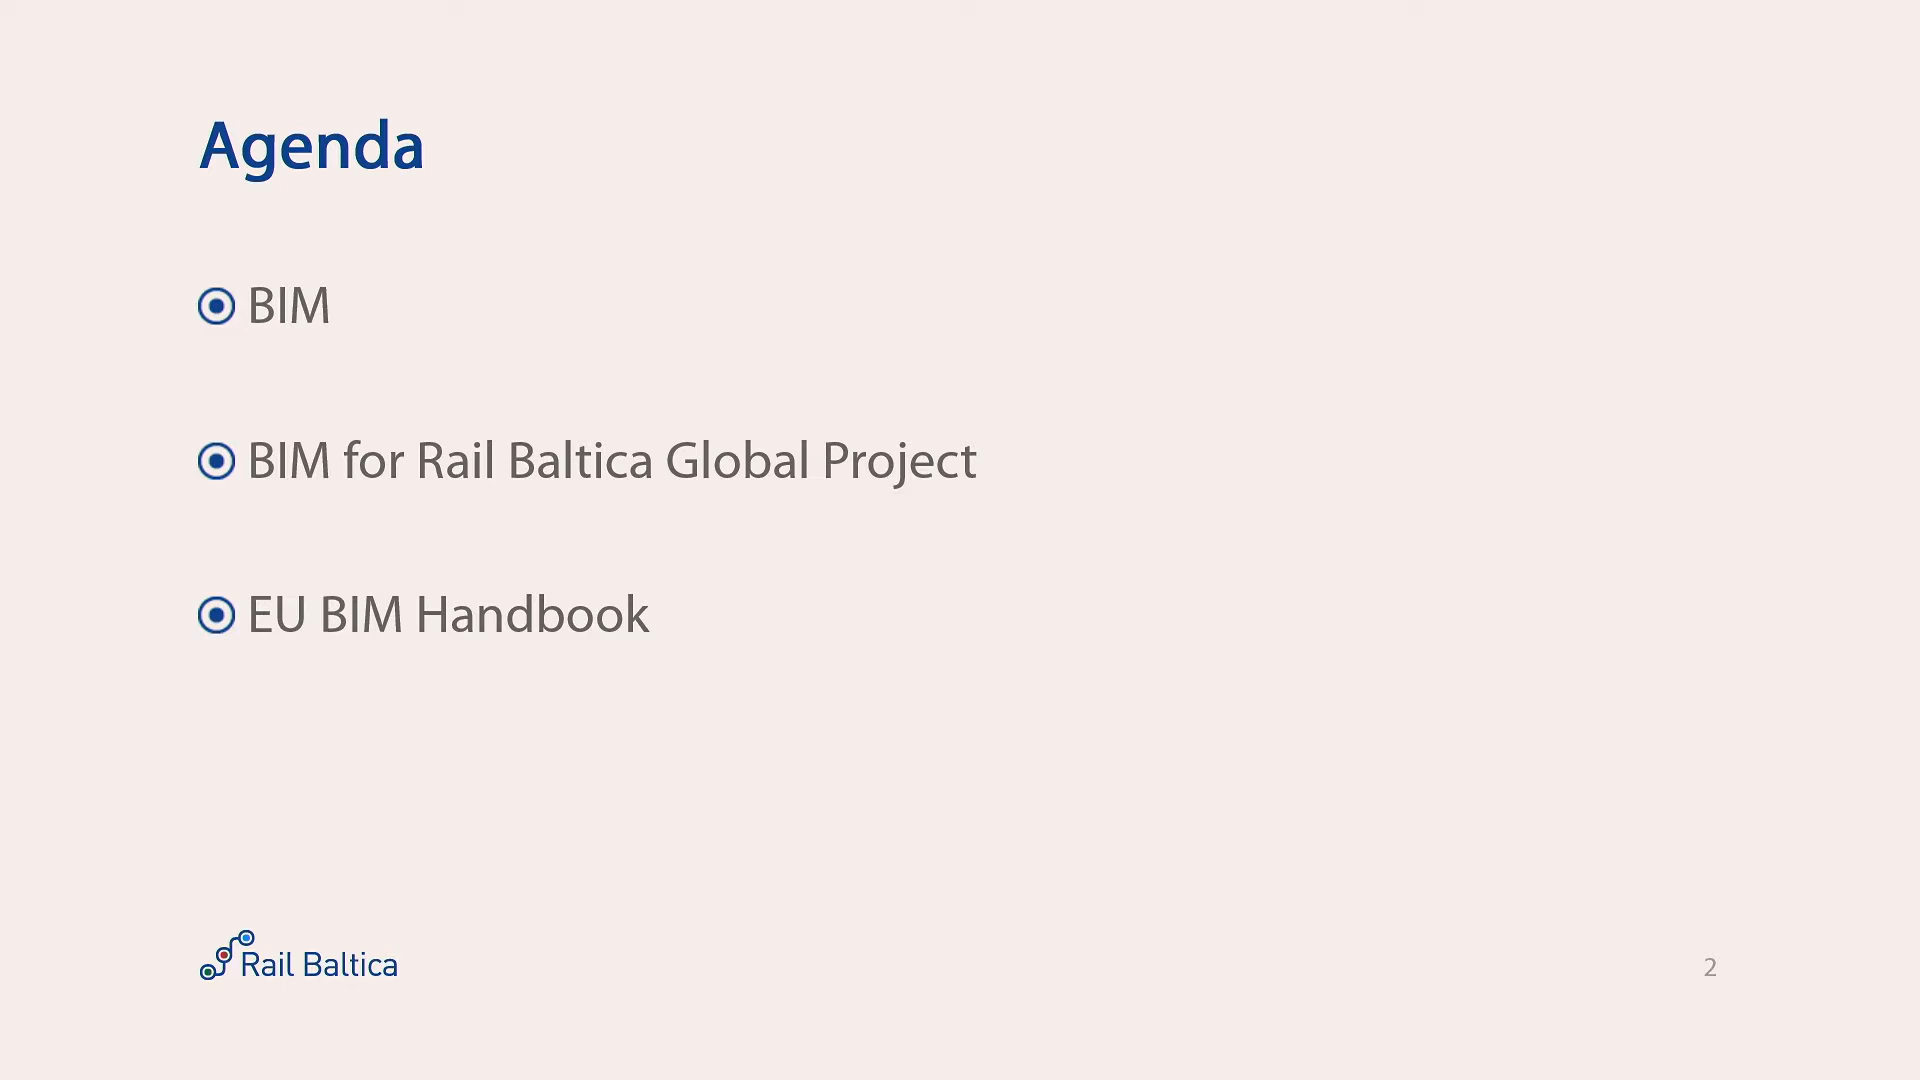 Agenda
BIM
BIM for Rail Baltica Global Project
EU BIM Handbook
Rail Baltica
2